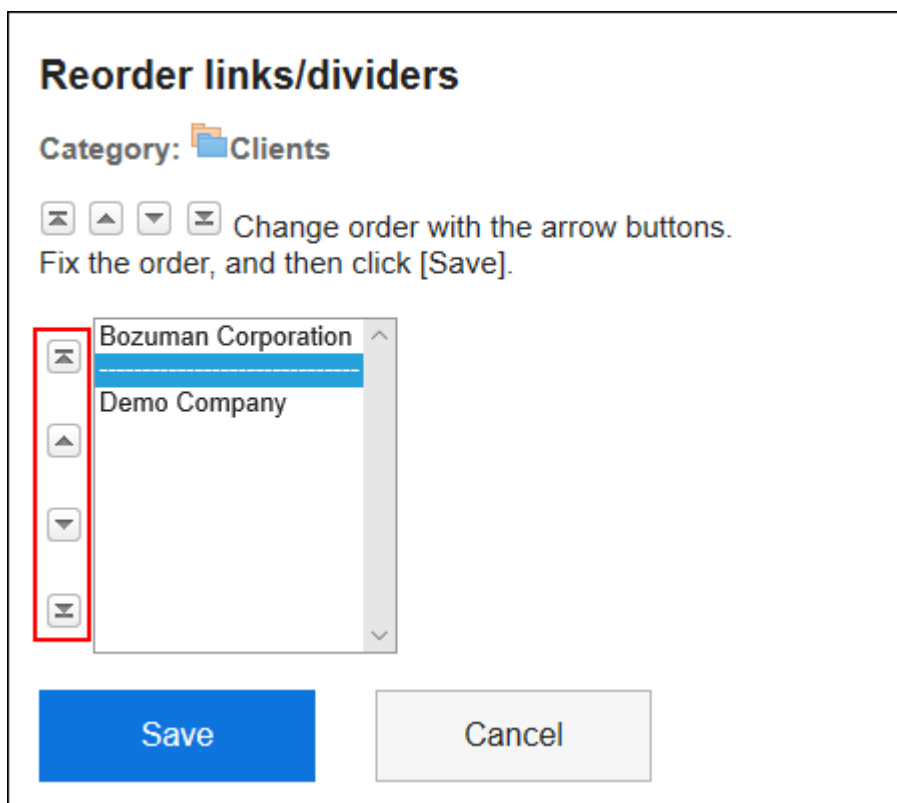 Reorder links/dividers
Category: Clients
Change order with the arrow buttons.
Fix the order, and then click [Save].
Bozuman Corporation
------------------------------
Demo Company
Save
Cancel